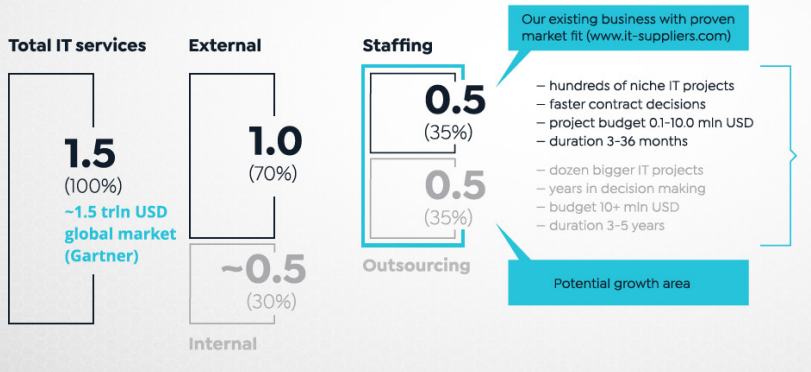 Total IT services
1.5
(100%)
~1.5 trln USD
global market
(Gartner)
External
1.0
(70%)
~0.5
(30%)
Internal
Staffing
0.5
(35%)
0.5
(35%)
Outsourcing
Our existing business with proven
market fit (www.it-suppliers.com)
– hundreds of niche IT projects
– faster contract decisions
– project budget 0.1-10.0 mln USD
– duration 3-36 months
– dozen bigger IT projects
– years in decision making
– budget 10+ mln USD
– duration 3-5 years
Potential growth area